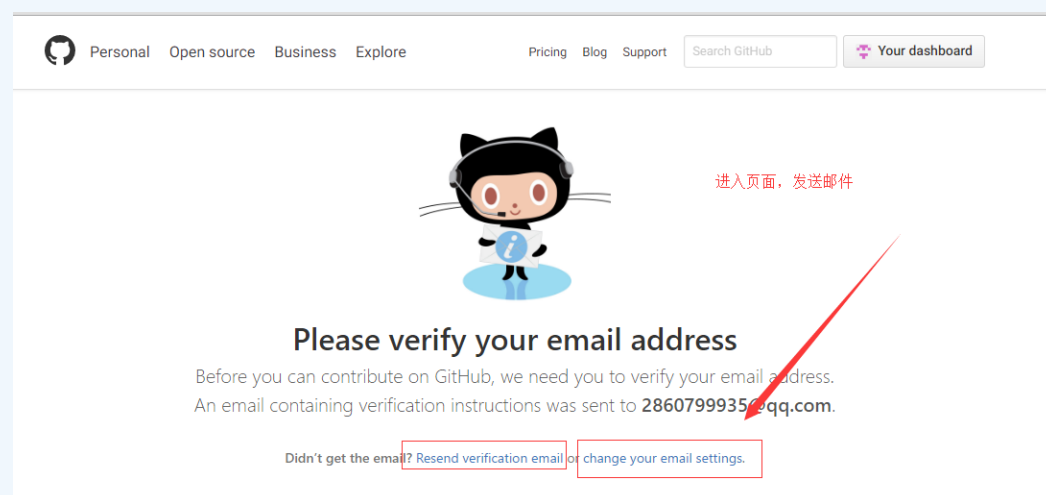 Personal Open source Business Explore Pricing Blog Support Search GitHub Your dashboard
进入页面，发送邮件
Please verify your email address
Before you can contribute on GitHub, we need you to verify your email address.
An email containing verification instructions was sent to 2860799935@qq.com.
Didn't get the email? Resend verification email or change your email settings.